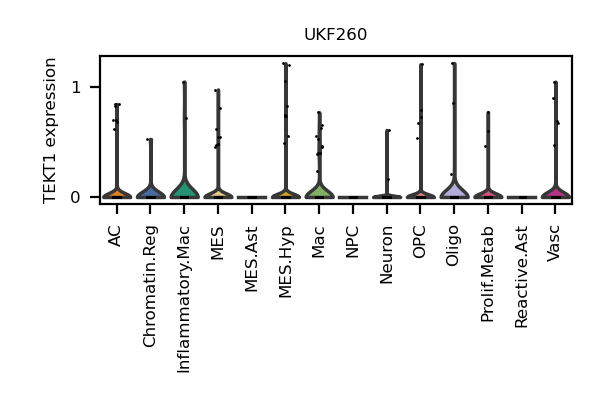 UKF260
TEKT1 expression
1
0
AC
Chromatin.Reg
Inflammatory.Mac
MES
MES.Ast
MES.Hyp
Mac
NPC
Neuron
OPC
Oligo
Prolif.Metab
Reactive.Ast
Vasc